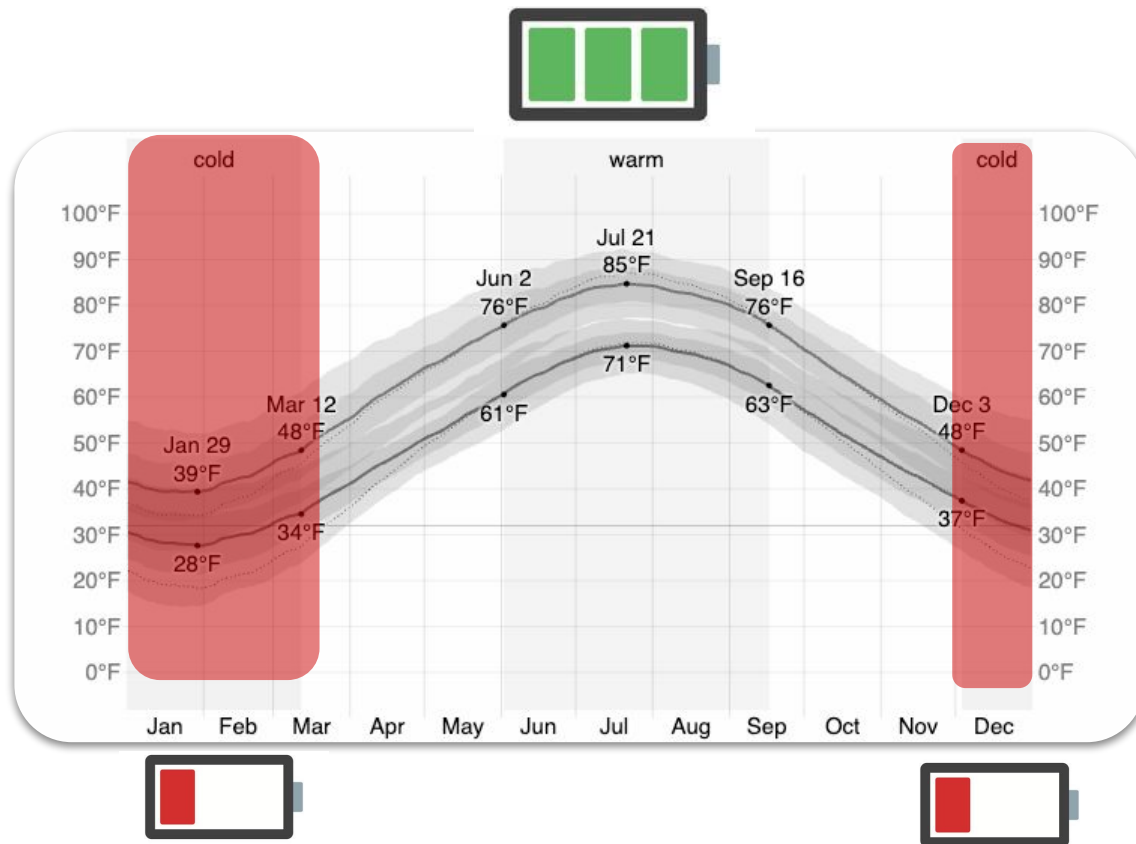 cold
warm
cold
100°F
100°F
90°F
90°F
80°F
80°F
70°F
70°F
60°F
60°F
50°F
50°F
40°F
40°F
30°F
30°F
20°F
20°F
10°F
10°F
0°F
0°F
Jan 29
39°F
28°F
Mar 12
48°F
34°F
Jun 2
76°F
61°F
Jul 21
85°F
71°F
Sep 16
76°F
63°F
Dec 3
48°F
37°F
Jan Feb Mar Apr May Jun Jul Aug Sep Oct Nov Dec